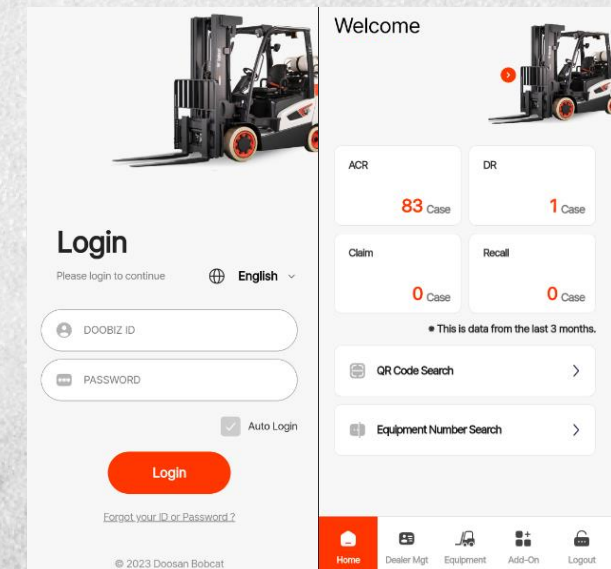 Login
Please login to continue
English
DOOBIZ ID
PASSWORD
Auto Login
Login
Forgot your ID or Password ?
© 2023 Doosan Bobcat
Welcome
ACR
83 Case
DR
1 Case
Claim
0 Case
Recall
0 Case
• This is data from the last 3 months.
QR Code Search
Equipment Number Search
Home
Dealer Mgt
Equipment
Add-On
Logout